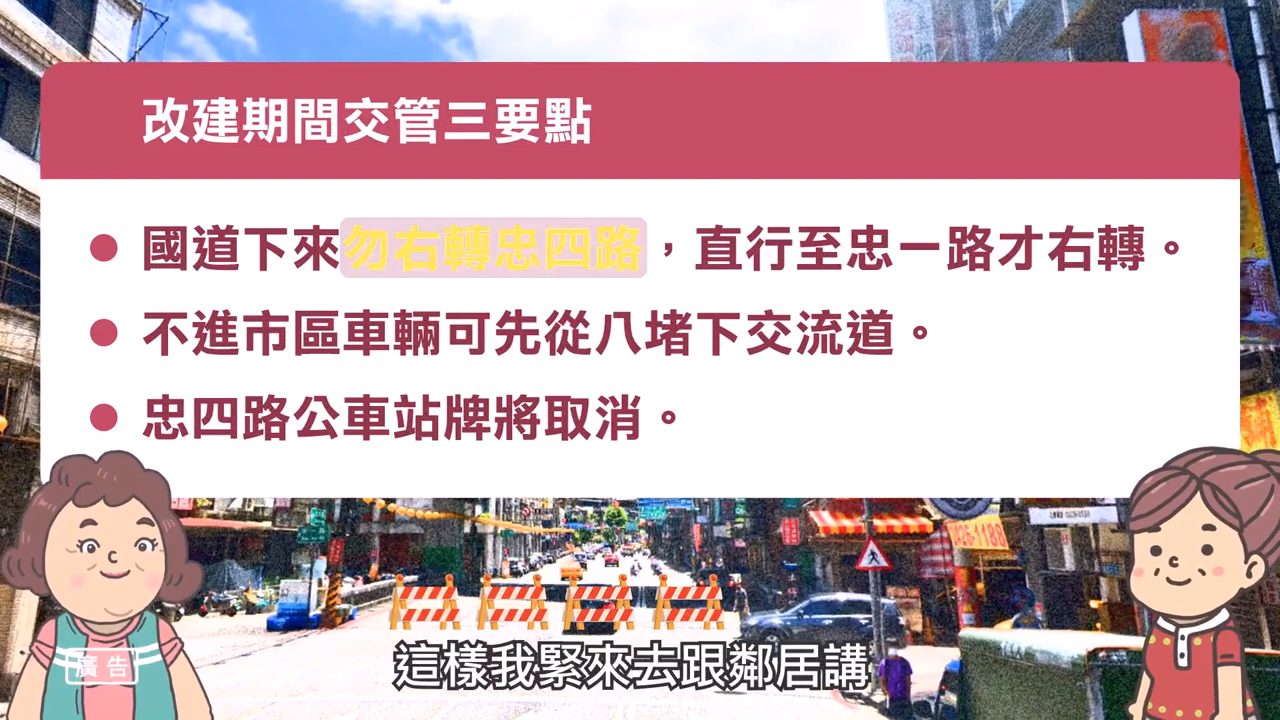 改建期間交管三要點
國道下來勿右轉忠四路，直行至忠一路才右轉。
不進市區車輛可先從八堵下交流道。
忠四路公車站牌將取消。
426-1188
廣告
這樣我緊來去跟鄰居講